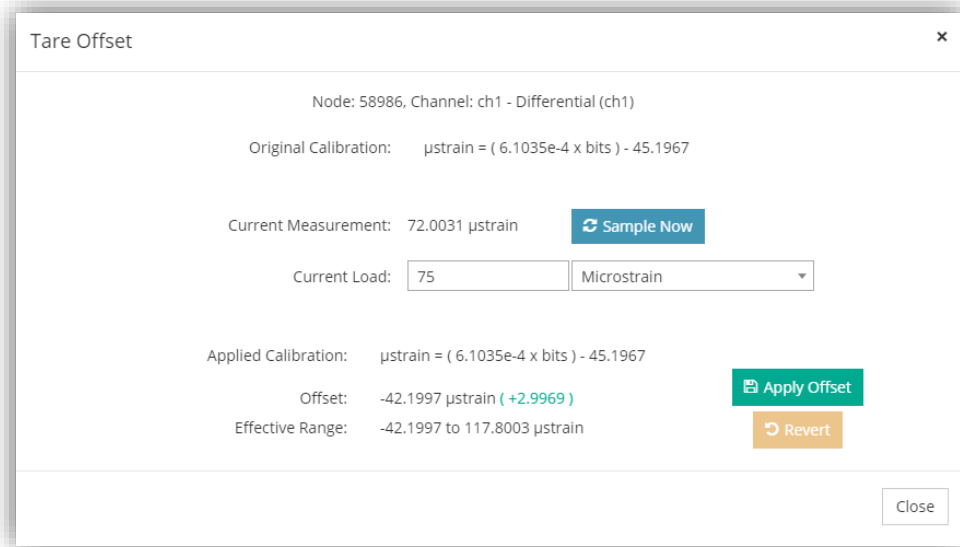 Tare Offset ×
Node: 58986, Channel: ch1 - Differential (ch1)
Original Calibration: μstrain = ( 6.1035e-4 x bits ) - 45.1967
Current Measurement: 72.0031 μstrain Sample Now
Current Load: 75 Microstrain
Applied Calibration: μstrain = ( 6.1035e-4 x bits ) - 45.1967
Apply Offset
Offset: -42.1997 μstrain ( +2.9969 )
Effective Range: -42.1997 to 117.8003 μstrain Revert
Close